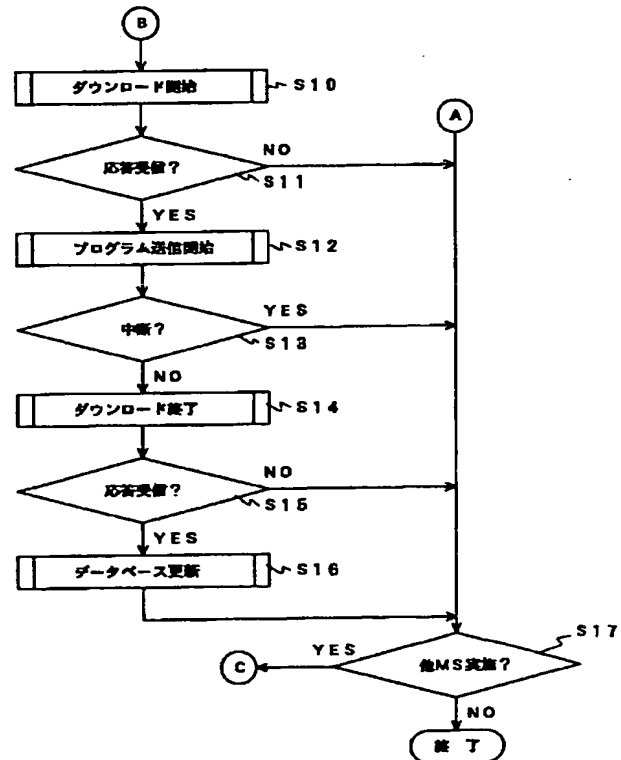 B
ダウンロード開始
S10
A
応答受信?
NO
S11
YES
プログラム送信開始
S12
中断?
YES
S13
NO
ダウンロード終了
S14
応答受信?
NO
S15
YES
データベース更新
S16
他MS実施?
S17
YES
C
NO
終 了